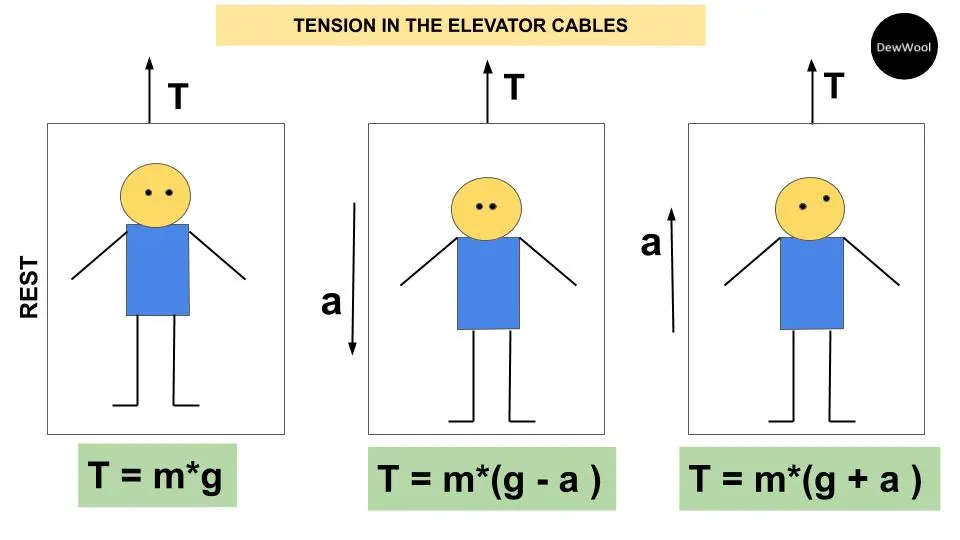 TENSION IN THE ELEVATOR CABLES
DewWool
T
T
T
REST
a
a
T = m*g
T = m*(g - a )
T = m*(g + a )